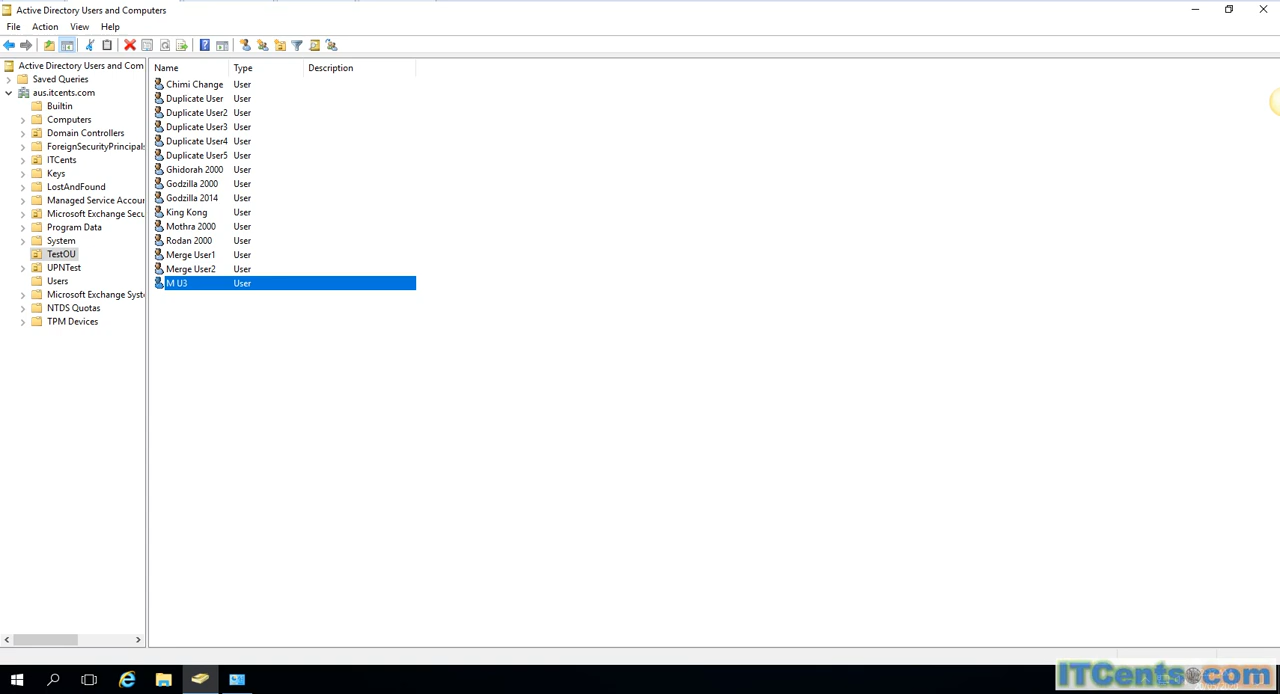 Active Directory Users and Computers
File Action View Help
Active Directory Users and Com
Saved Queries
aus.itcents.com
Builtin
Computers
Domain Controllers
ForeignSecurityPrincipals
ITCents
Keys
LostAndFound
Managed Service Accour
Microsoft Exchange Secu
Program Data
System
TestOU
UPNTest
Users
Microsoft Exchange Syst
NTDS Quotas
TPM Devices
Name Type Description
Chimi Change User
Duplicate User User
Duplicate User2 User
Duplicate User3 User
Duplicate User4 User
Duplicate User5 User
Ghidorah 2000 User
Godzilla 2000 User
Godzilla 2014 User
King Kong User
Mothra 2000 User
Rodan 2000 User
Merge User1 User
Merge User2 User
M U3 User
ITCents.com